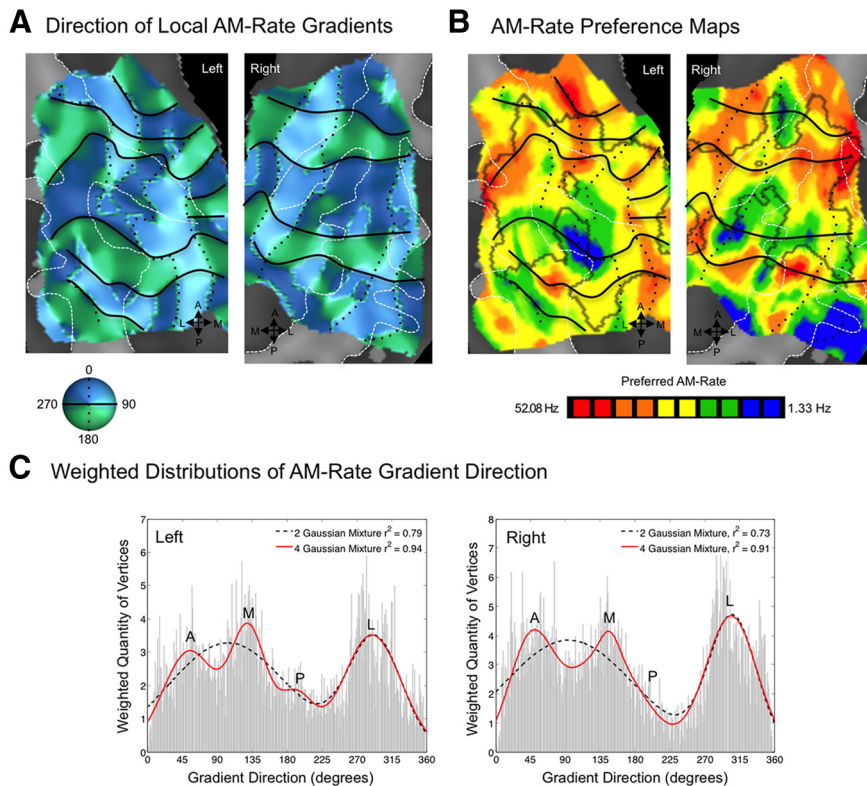 A Direction of Local AM-Rate Gradients
Left
Right
A
L M
P
A
M L
P
0
270 90
180
B AM-Rate Preference Maps
Left
Right
A
L M
P
A
M L
P
Preferred AM-Rate
52.08 Hz 1.33 Hz
C Weighted Distributions of AM-Rate Gradient Direction
Left
2 Gaussian Mixture r² = 0.79
4 Gaussian Mixture r² = 0.94
A M P L
Weighted Quantity of Vertices
7
6
5
4
3
2
1
0
0 45 90 135 180 225 270 315 360
Gradient Direction (degrees)
Right
2 Gaussian Mixture, r² = 0.73
4 Gaussian Mixture, r² = 0.91
A M P L
Weighted Quantity of Vertices
8
7
6
5
4
3
2
1
0
0 45 90 135 180 225 270 315 360
Gradient Direction (degrees)